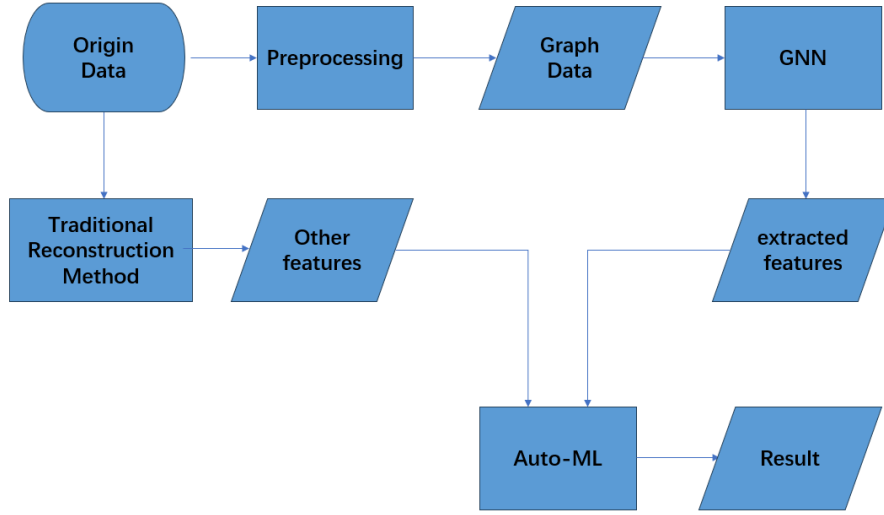 Origin
Data
Preprocessing
Graph
Data
GNN
Traditional
Reconstruction
Method
Other
features
extracted
features
Auto-ML
Result